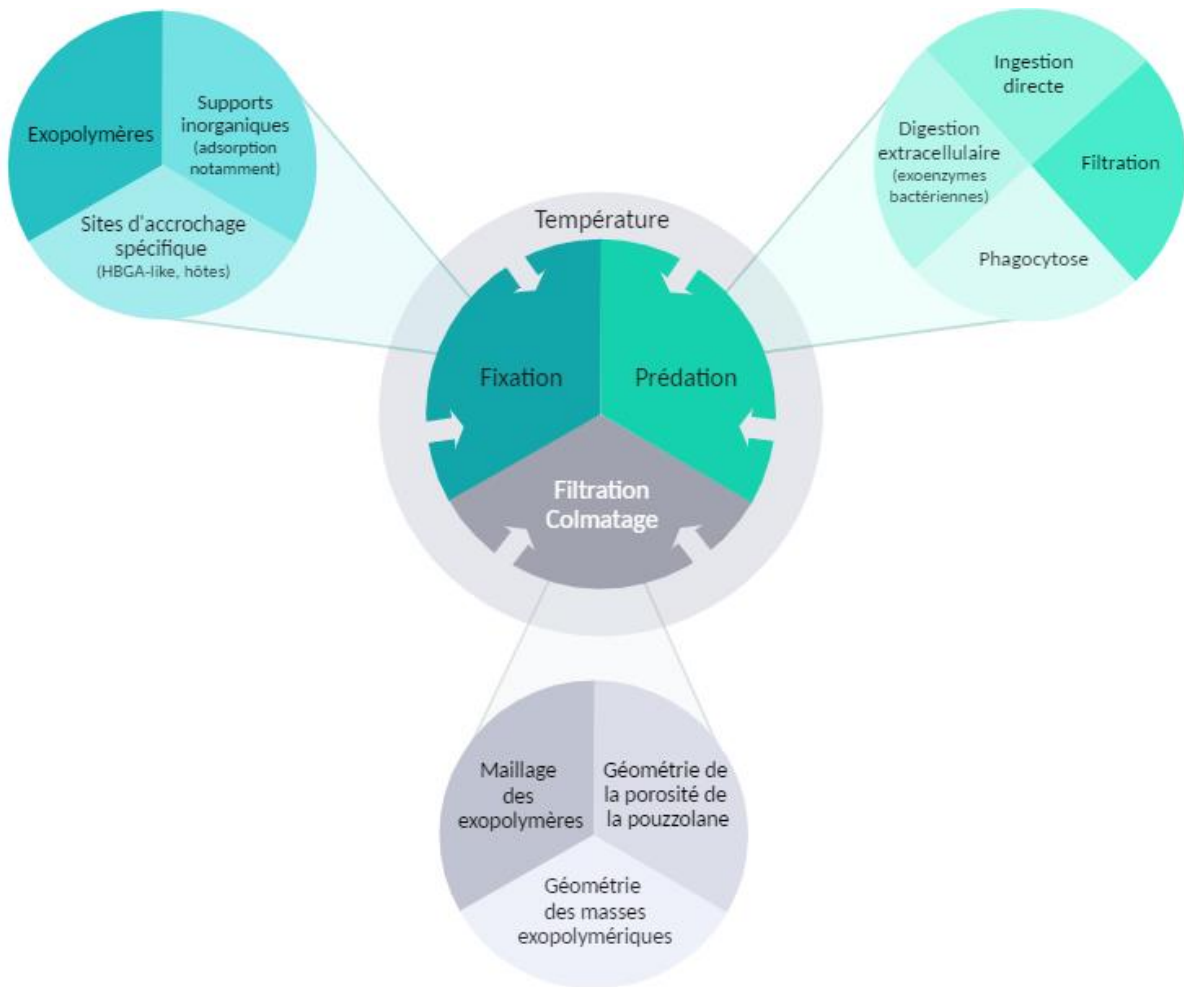 Exopolymères
Supports
inorganiques
(adsorption
notamment)
Sites d'accrochage
spécifique
(HBGA-like, hôtes)
Ingestion
directe
Digestion
extracellulaire
(exoenzymes
bactériennes)
Filtration
Phagocytose
Température
Fixation
Prédation
Filtration
Colmatage
Maillage
des
exopolymères
Géométrie de
la porosité de
la pouzzolane
Géométrie
des masses
exopolymériques